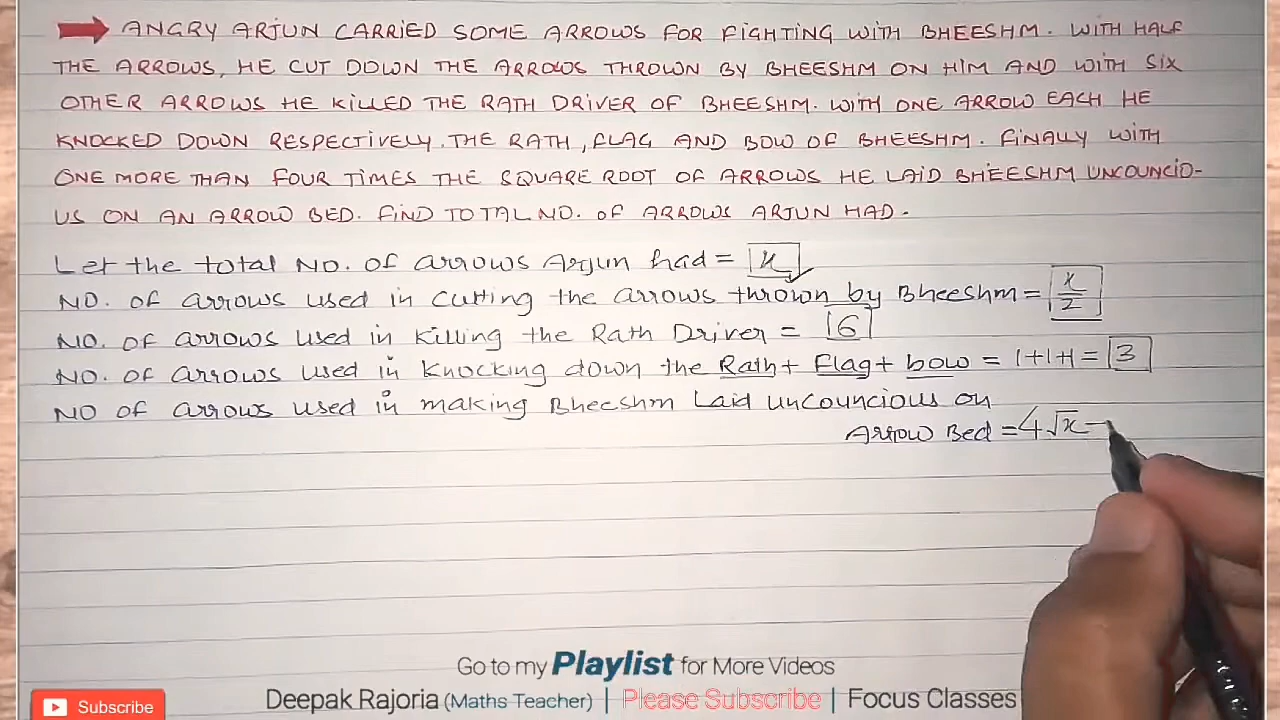 ANGRY ARJUN CARRIED SOME ARROWS FOR FIGHTING WITH BHEESHM. WITH HALF
THE ARROWS, HE CUT DOWN THE ARROWS THROWN BY BHEESHM ON HIM AND WITH SIX
OTHER ARROWS HE KILLED THE RATH DRIVER OF BHEESHM. WITH ONE ARROW EACH HE
KNOCKED DOWN RESPECTIVELY. THE RATH, FLAG AND BOW OF BHEESHM. FINALLY WITH
ONE MORE THAN FOUR TIMES THE SQUARE ROOT OF ARROWS HE LAID BHEESHM UNCOUNCIO-
US ON AN ARROW BED. FIND TOTAL NO. OF ARROWS ARJUN HAD.
Let the total NO. of arrows Arjun had = x
NO. of arrows used in cutting the arrows thrown by Bheeshm = x/2
NO. of arrows used in killing the Rath Driver = 6
NO. of arrows used in knocking down the Rath + Flag + bow = 1+1+1 = 3
NO of arrows used in making Bheeshm Laid uncouncious on
Arrow Bed = 4√x -
Go to my Playlist for More Videos
Deepak Rajoria (Maths Teacher) | Please Subscribe | Focus Classes
Subscribe